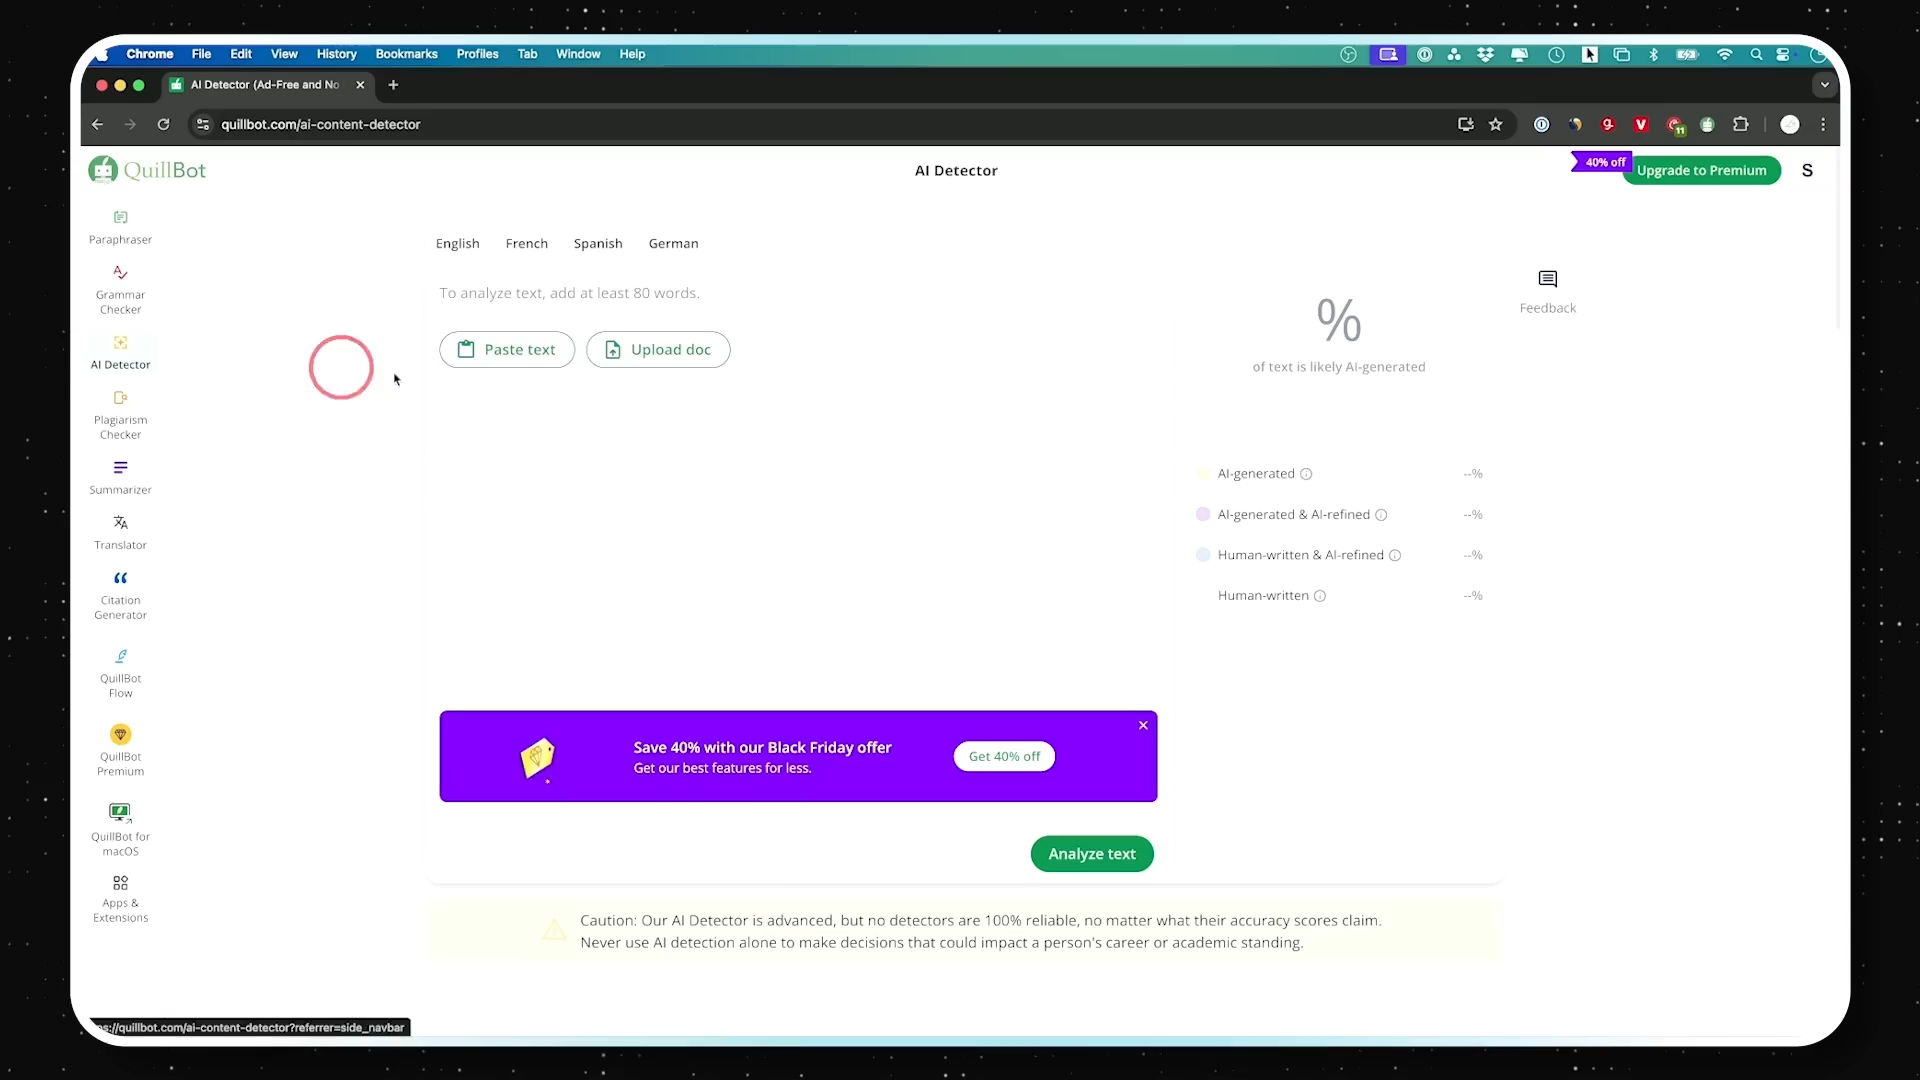 Chrome File Edit View History Bookmarks Profiles Tab Window Help
AI Detector (Ad-Free and No
quillbot.com/ai-content-detector
11
QuillBot
AI Detector
40% off
Upgrade to Premium
S
Paraphraser
Grammar
Checker
AI Detector
Plagiarism
Checker
Summarizer
Translator
Citation
Generator
QuillBot
Flow
QuillBot
Premium
QuillBot for
macOS
Apps &
Extensions
English French Spanish German
To analyze text, add at least 80 words.
Paste text
Upload doc
%
of text is likely AI-generated
Feedback
AI-generated --%
AI-generated & AI-refined --%
Human-written & AI-refined --%
Human-written --%
Save 40% with our Black Friday offer
Get our best features for less.
Get 40% off
Analyze text
Caution: Our AI Detector is advanced, but no detectors are 100% reliable, no matter what their accuracy scores claim.
Never use AI detection alone to make decisions that could impact a person's career or academic standing.
s://quillbot.com/ai-content-detector?referrer=side_navbar